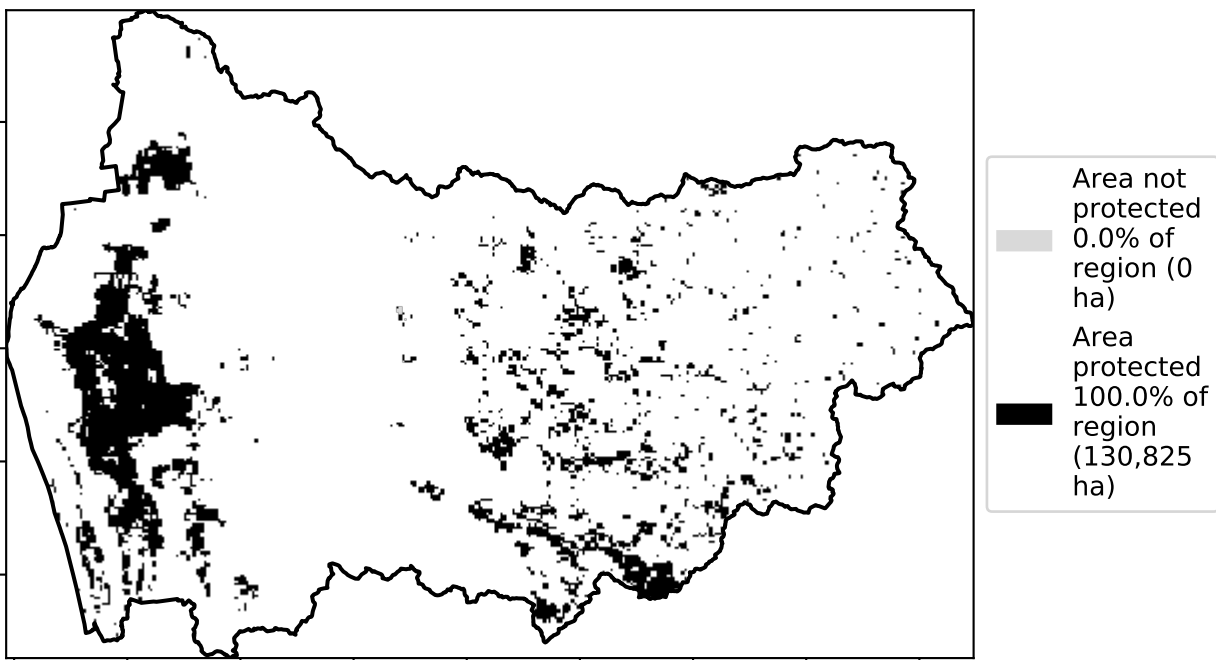 Area not
protected
0.0% of
region (0
ha)
Area
protected
100.0% of
region
(130,825
ha)